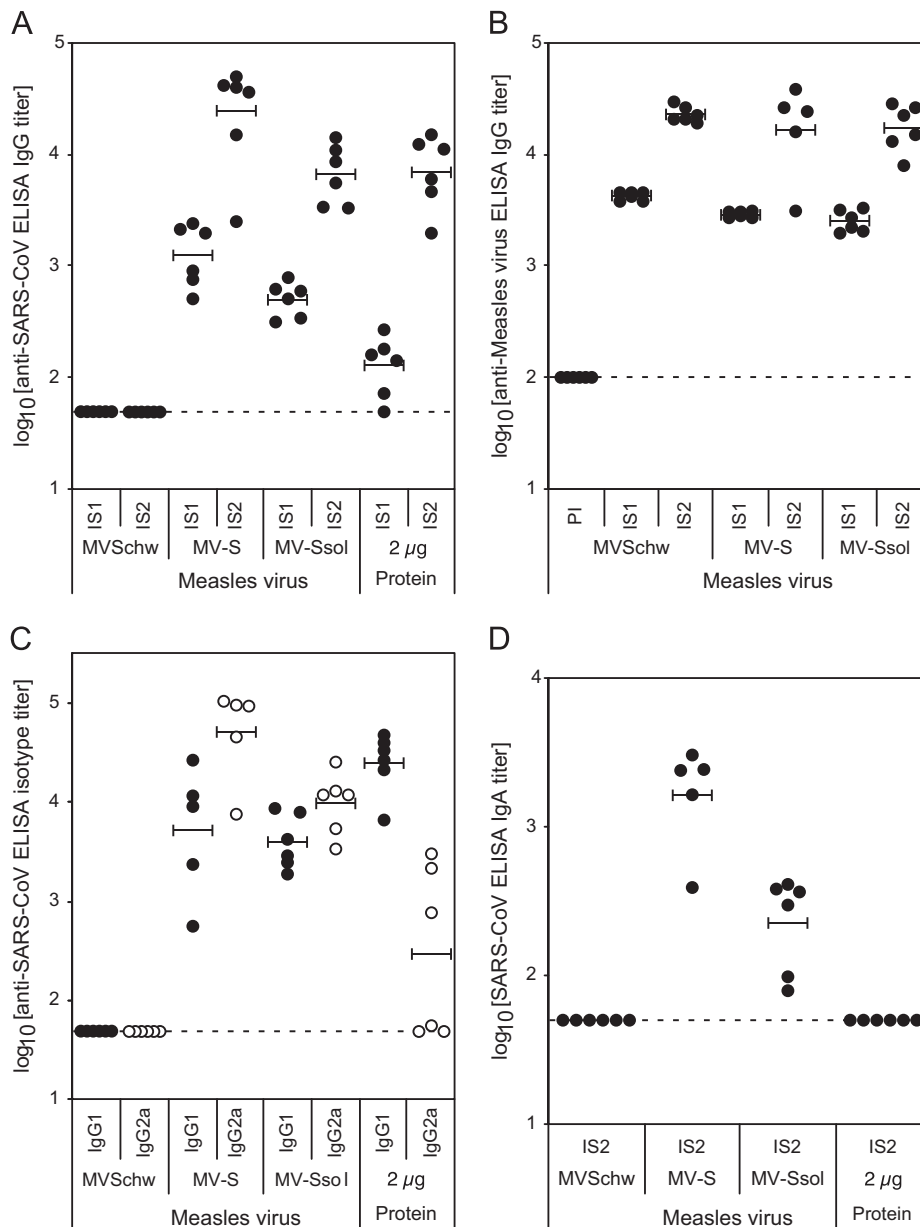 A
log10[anti-SARS-CoV ELISA IgG titer]
5
4
3
2
1
IS1 IS2 IS1 IS2 IS1 IS2 IS1 IS2
MVSchw MV-S MV-Ssol 2 µg
Measles virus Protein
B
log10[anti-Measles virus ELISA IgG titer]
5
4
3
2
1
PI IS1 IS2 IS1 IS2 IS1 IS2
MVSchw MV-S MV-Ssol
Measles virus
C
log10[anti-SARS-CoV ELISA isotype titer]
5
4
3
2
1
IgG1 IgG2a IgG1 IgG2a IgG1 IgG2a IgG1 IgG2a
MVSchw MV-S MV-Ssol 2 µg
Measles virus Protein
D
log10[SARS-CoV ELISA IgA titer]
4
3
2
1
IS2 IS2 IS2 IS2
MVSchw MV-S MV-Ssol 2 µg
Measles virus Protein